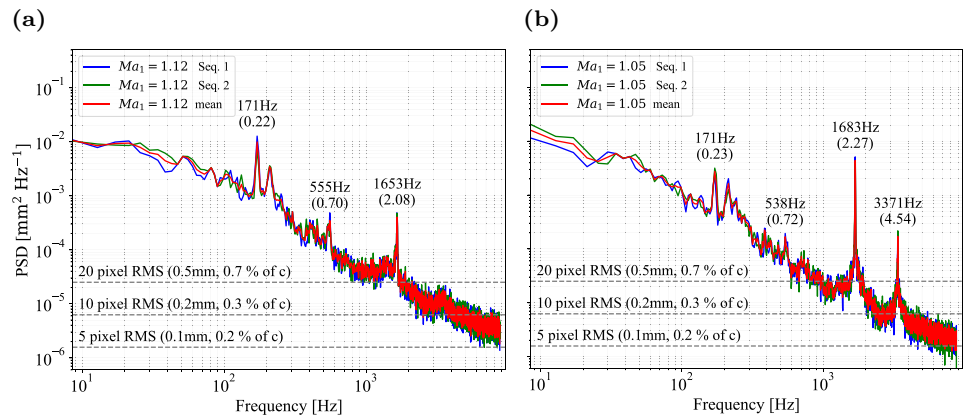 (a)
Ma₁ = 1.12 Seq. 1
Ma₁ = 1.12 Seq. 2
Ma₁ = 1.12 mean
171Hz
(0.22)
555Hz
(0.70)
1653Hz
(2.08)
20 pixel RMS (0.5mm, 0.7 % of c)
10 pixel RMS (0.2mm, 0.3 % of c)
5 pixel RMS (0.1mm, 0.2 % of c)
PSD [mm² Hz⁻¹]
10⁻¹
10⁻²
10⁻³
10⁻⁴
10⁻⁵
10⁻⁶
10¹
10²
10³
Frequency [Hz]
(b)
Ma₁ = 1.05 Seq. 1
Ma₁ = 1.05 Seq. 2
Ma₁ = 1.05 mean
171Hz
(0.23)
538Hz
(0.72)
1683Hz
(2.27)
3371Hz
(4.54)
20 pixel RMS (0.5mm, 0.7 % of c)
10 pixel RMS (0.2mm, 0.3 % of c)
5 pixel RMS (0.1mm, 0.2 % of c)
10¹
10²
10³
Frequency [Hz]